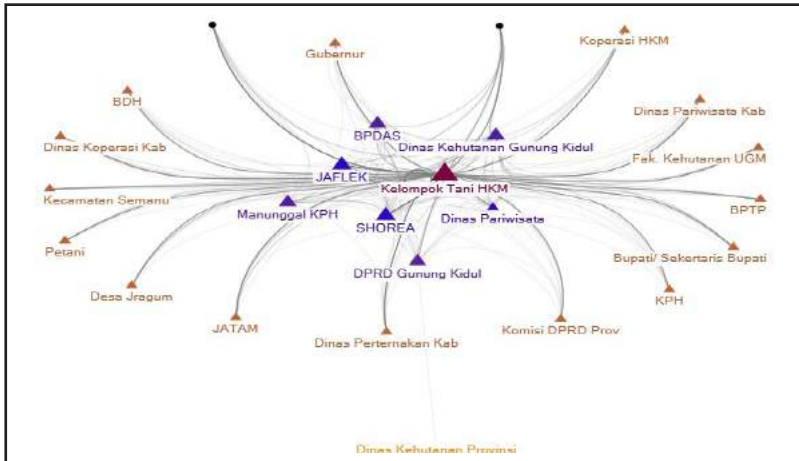 Koperasi HKM
Gubernur
BDH
Dinas Pariwisata Kab
BPDAS
Dinas Koperasi Kab
Dinas Kehutanan Gunung Kidul
Fak. Kehutanan UGM
JAFLEK
Kelompok Tani HKM
Kecamatan Semanu
Manunggal KPH
Dinas Pariwisata
BPTP
SHOREA
Petani
Bupati/ Sekertaris Bupati
DPRD Gunung Kidul
Desa Jragum
KPH
JATAM
Komisi DPRD Prov
Dinas Perternakan Kab
Dinas Kehutanan Provinsi